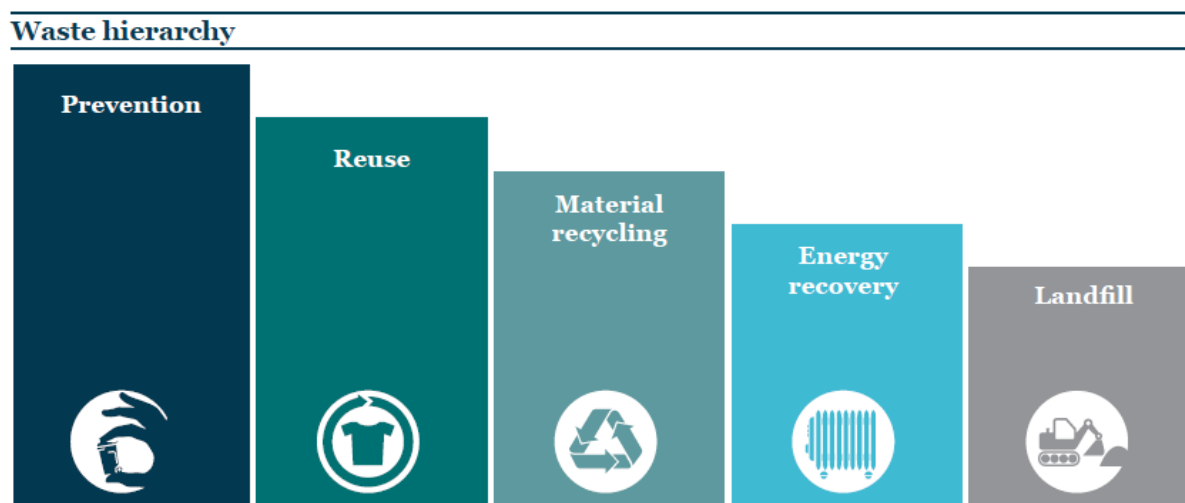 Waste hierarchy
Prevention
Reuse
Material
recycling
Energy
recovery
Landfill